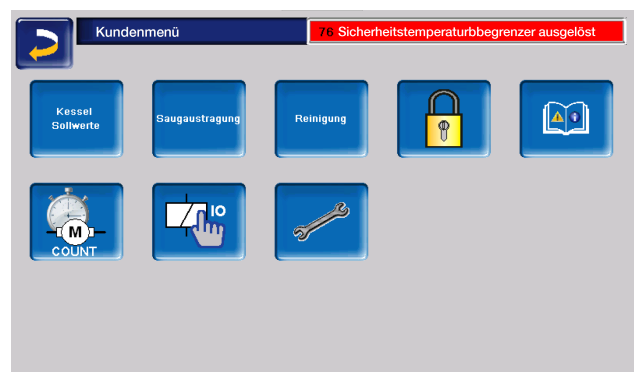 Kundenmenü
76 Sicherheitstemperaturbbegrenzer ausgelöst
Kessel
Sollwerte
Saugaustragung
Reinigung
M
COUNT
IO